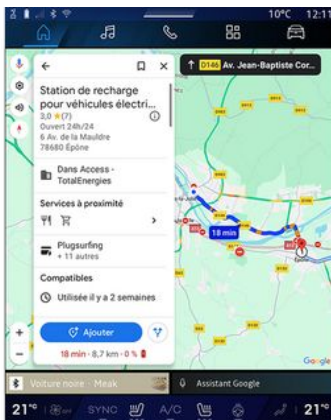 10°C 12:11
D146 Av. Jean-Baptiste Cor...
Station de recharge
pour véhicules électri...
3,0 ★ (7)
Ouvert 24h/24
6 Av. de la Mauldre
78680 Épône
Dans Access -
TotalEnergies
Services à proximité
Plugsurfing
+ 11 autres
Compatibles
Utilisée il y a 2 semaines
Ajouter
18 min · 8,7 km · 0 %
18 min
Google
Voiture noire · Meak
Assistant Google
21°
SYNC
A/C
21°